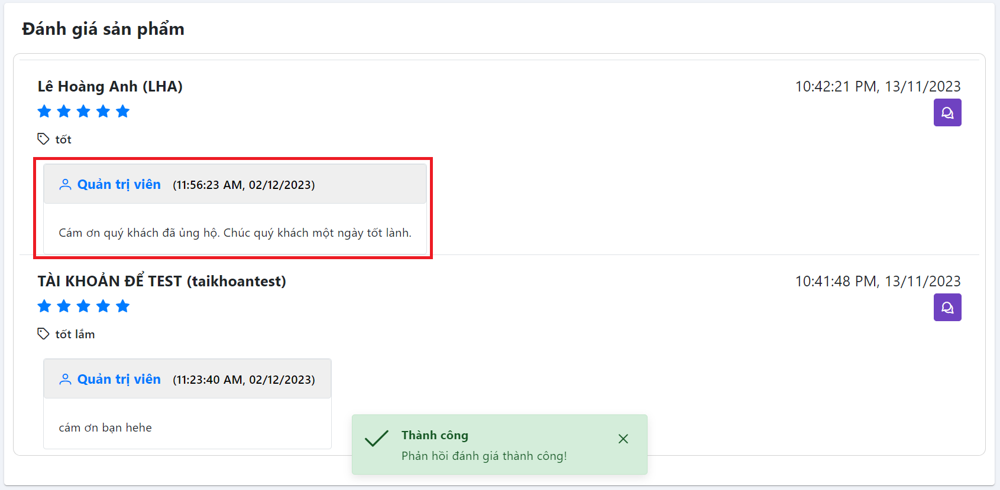 Đánh giá sản phẩm
Lê Hoàng Anh (LHA)
10:42:21 PM, 13/11/2023
tốt
Quản trị viên (11:56:23 AM, 02/12/2023)
Cám ơn quý khách đã ủng hộ. Chúc quý khách một ngày tốt lành.
TÀI KHOẢN ĐỂ TEST (taikhoantest)
10:41:48 PM, 13/11/2023
tốt lắm
Quản trị viên (11:23:40 AM, 02/12/2023)
cám ơn bạn hehe
Thành công
Phản hồi đánh giá thành công!